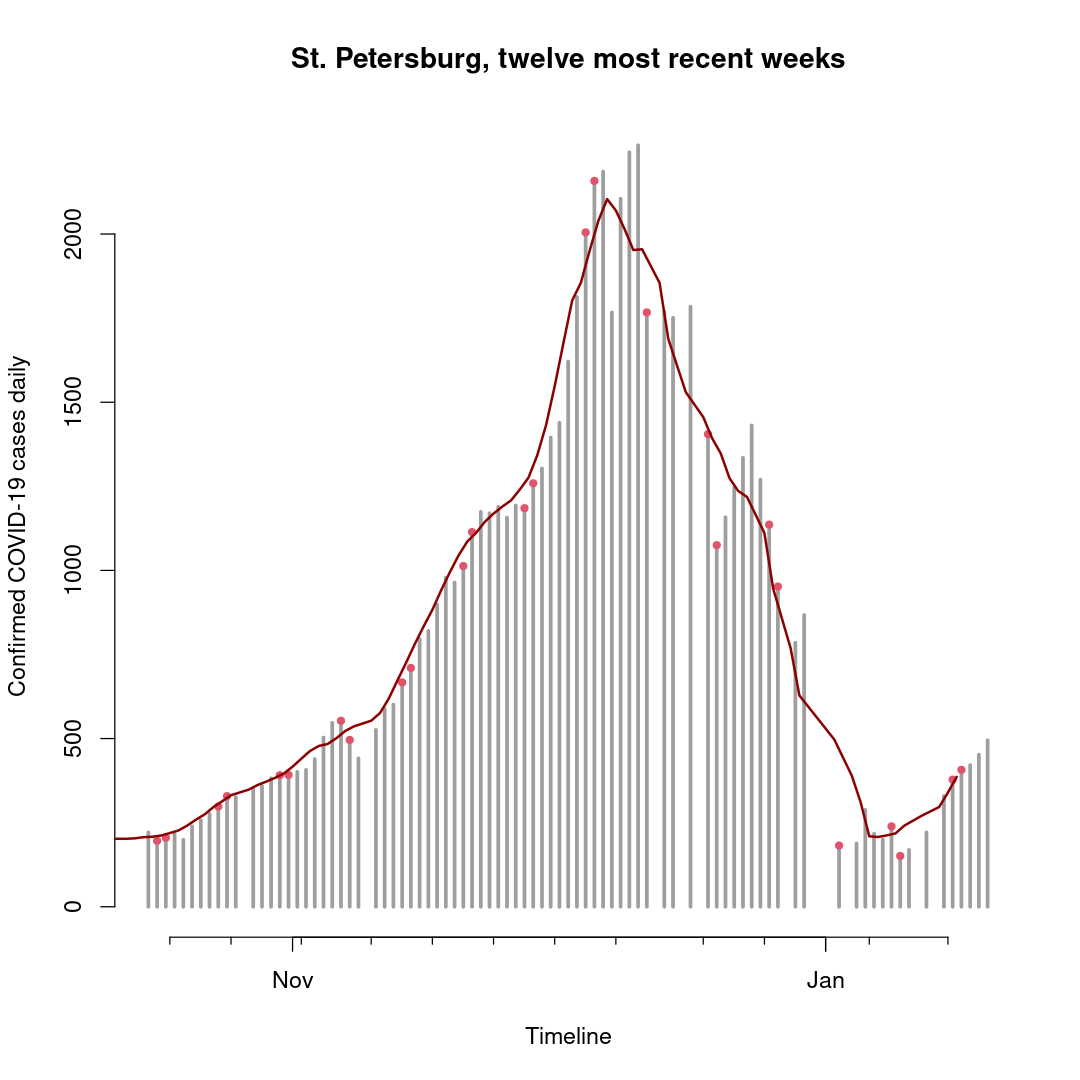 St. Petersburg, twelve most recent weeks
Confirmed COVID-19 cases daily
2000
1500
1000
500
0
Nov
Jan
Timeline